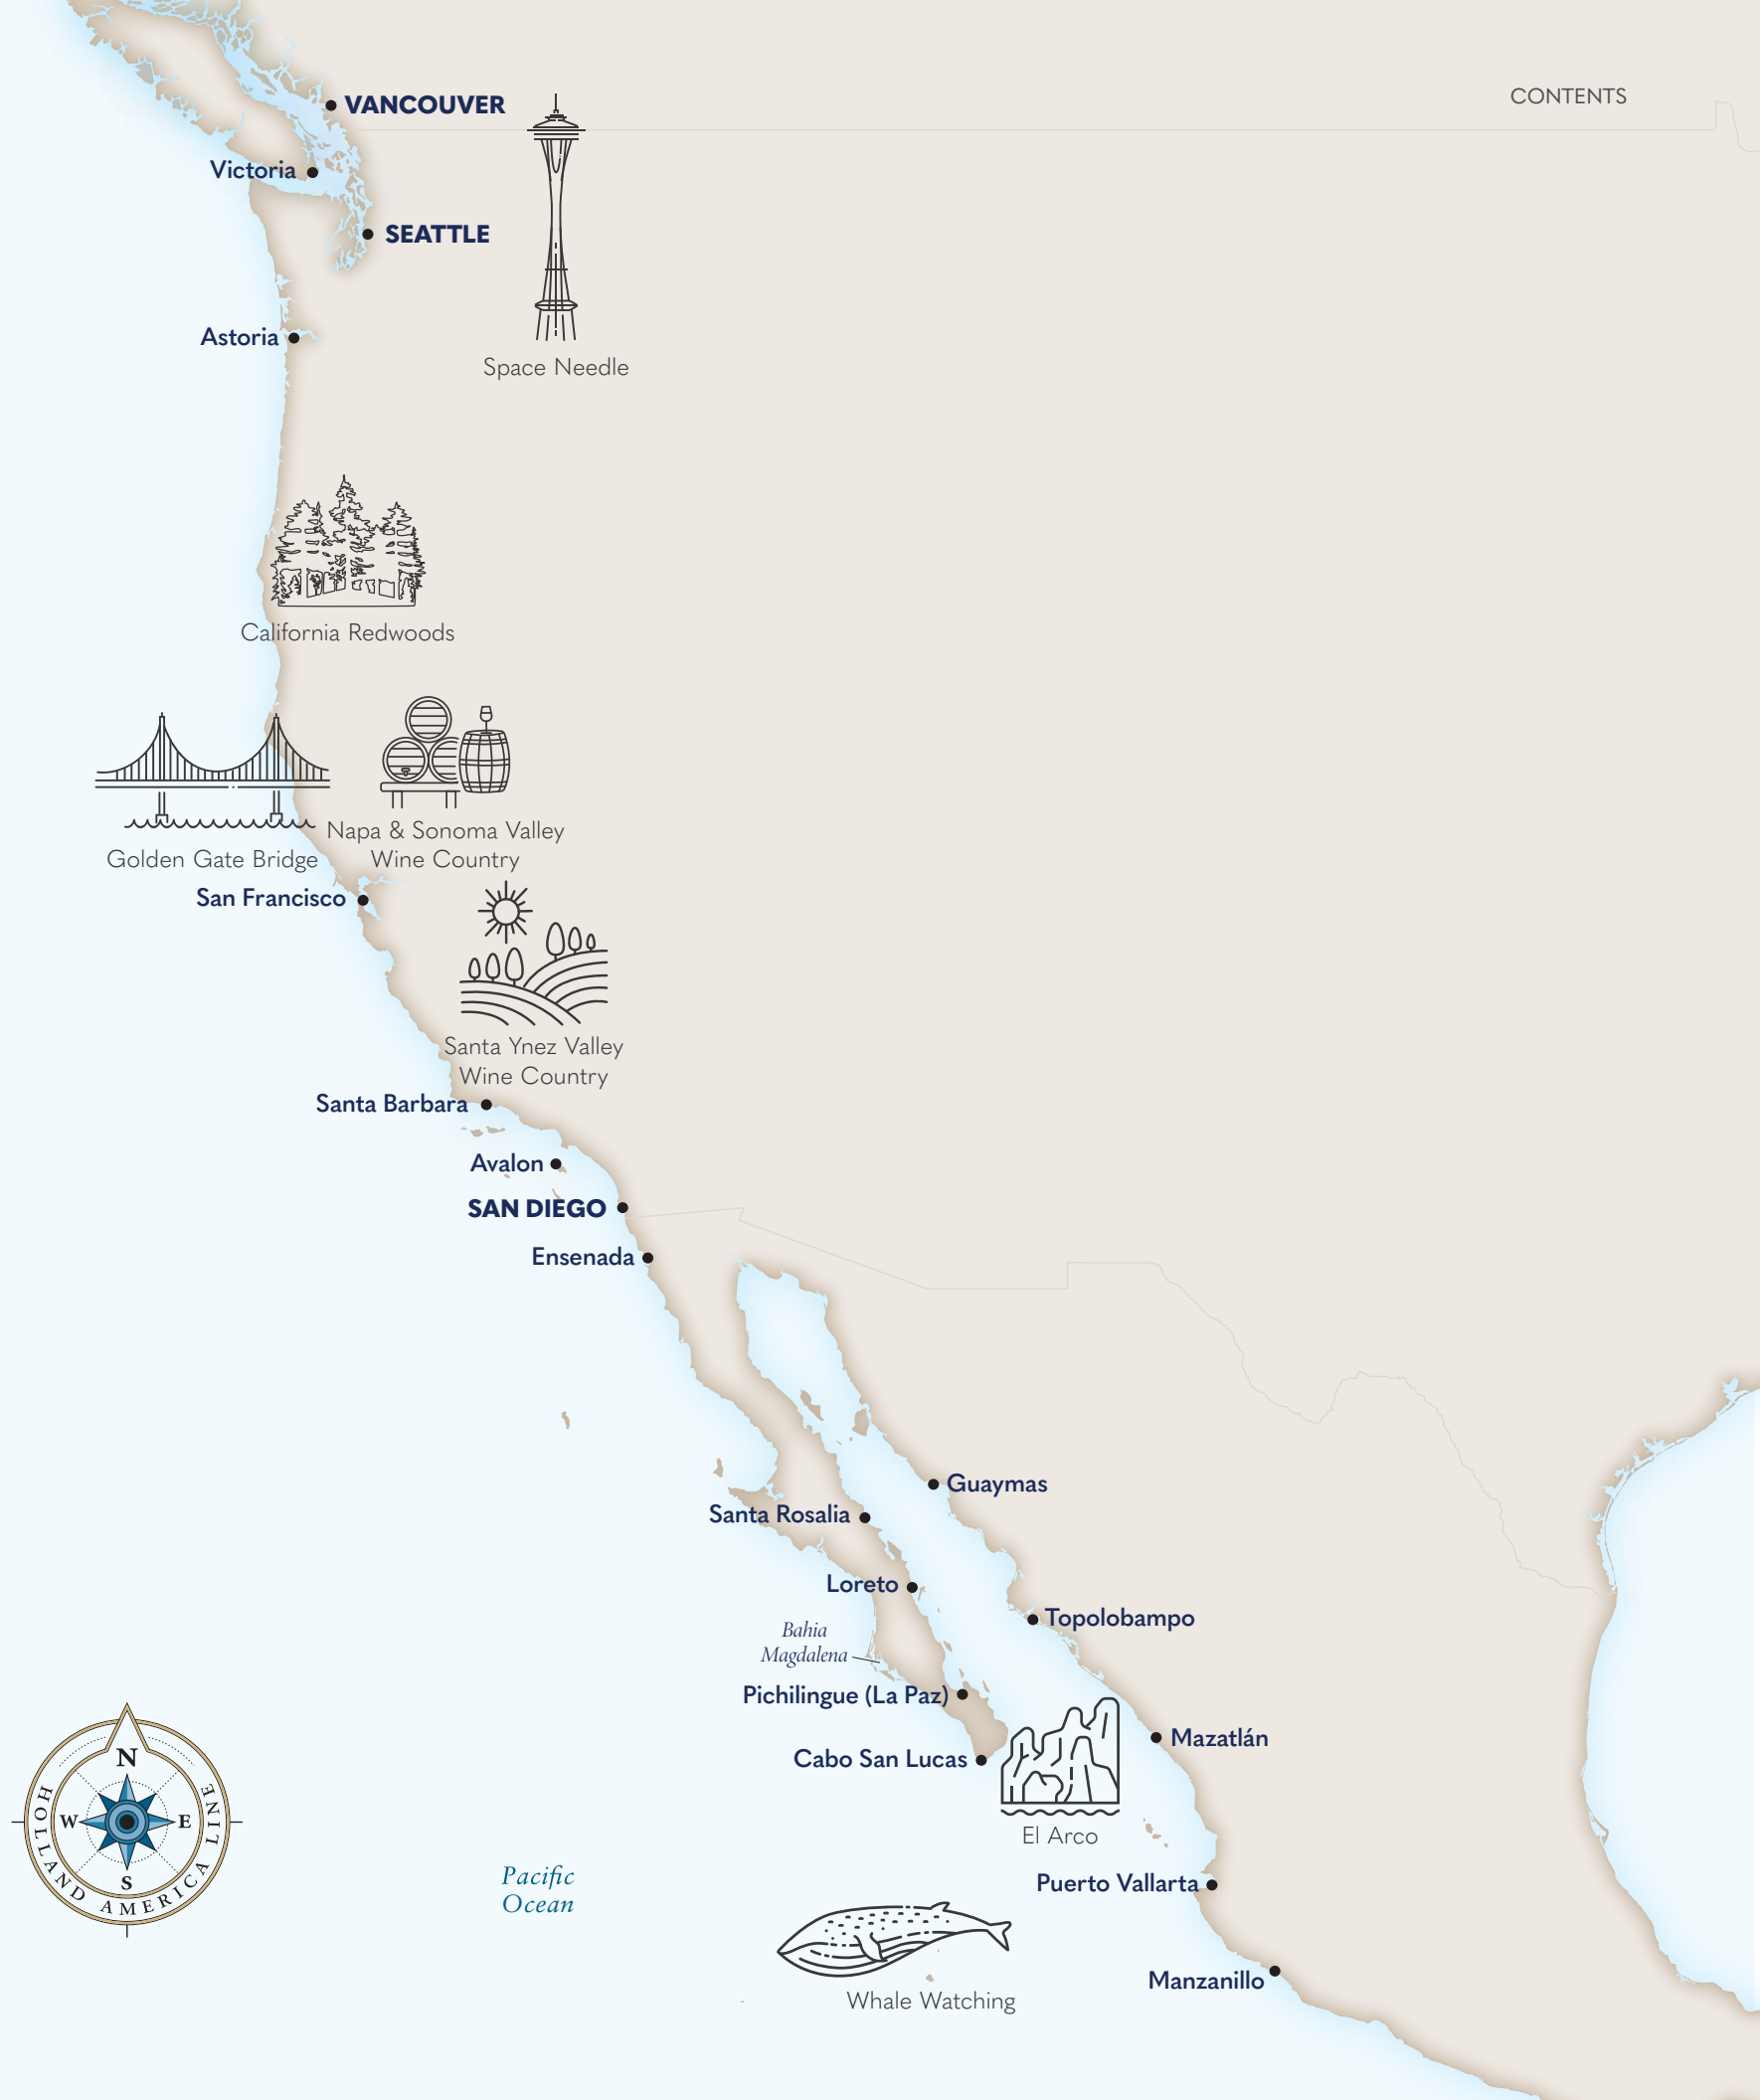 CONTENTS
VANCOUVER
Victoria
SEATTLE
Astoria
Space Needle
California Redwoods
Napa & Sonoma Valley
Wine Country
Golden Gate Bridge
San Francisco
Santa Ynez Valley
Wine Country
Santa Barbara
Avalon
SAN DIEGO
Ensenada
Guaymas
Santa Rosalia
Loreto
Topolobampo
Bahia
Magdalena
Pichilingue (La Paz)
Mazatlán
Cabo San Lucas
El Arco
N
W
E
S
HOLLAND AMERICA LINE
Pacific
Ocean
Puerto Vallarta
Manzanillo
Whale Watching